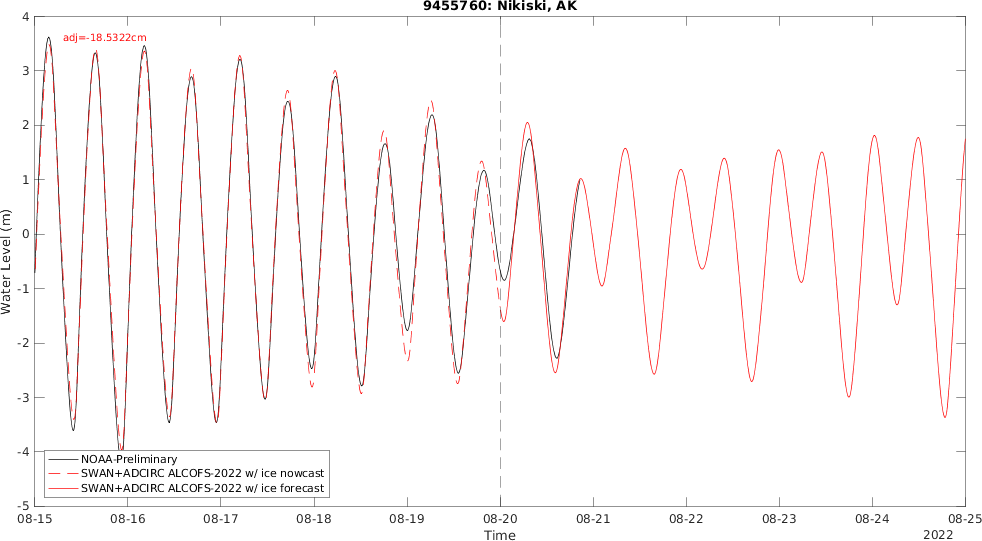 9455760: Nikiski, AK
adj=-18.5322cm
4
3
2
1
0
-1
-2
-3
-4
-5
Water Level (m)
NOAA-Preliminary
SWAN+ADCIRC ALCOFS-2022 w/ ice nowcast
SWAN+ADCIRC ALCOFS-2022 w/ ice forecast
08-15 08-16 08-17 08-18 08-19 08-20 08-21 08-22 08-23 08-24 08-25
Time
2022